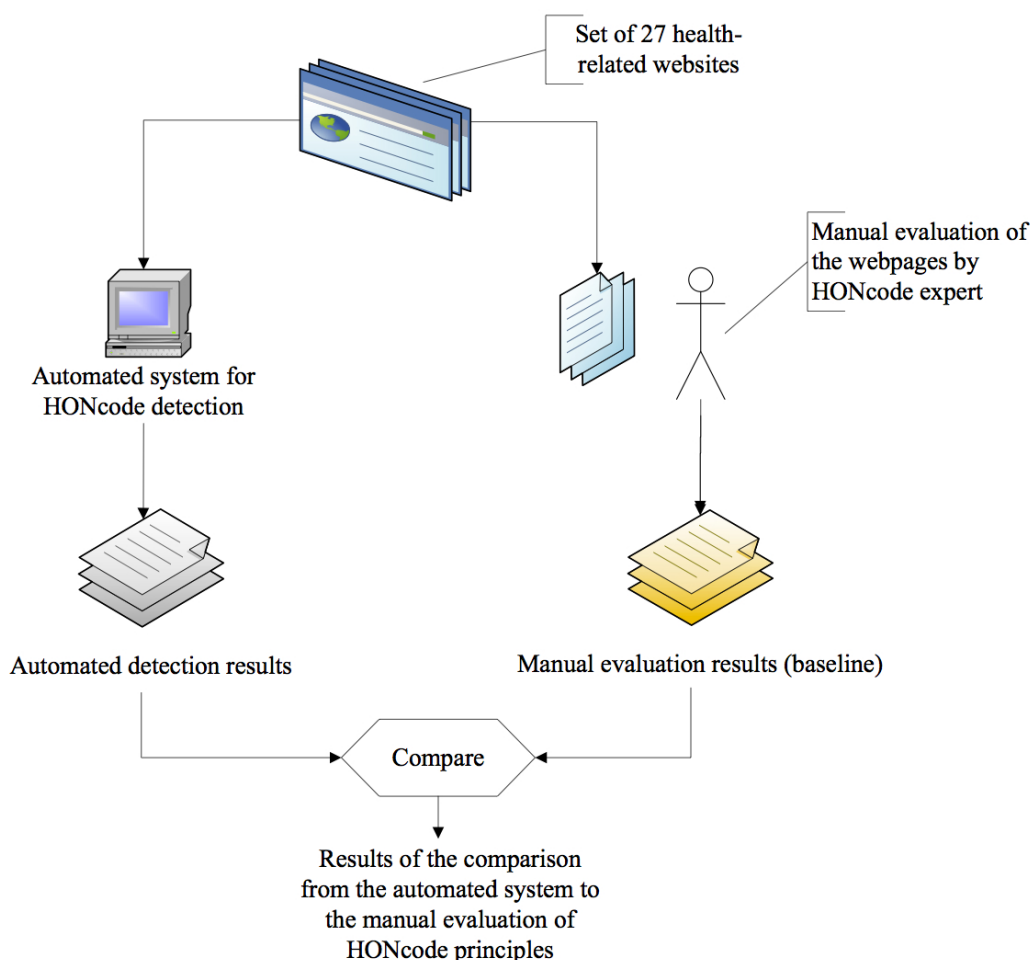 Set of 27 health-
related websites
Manual evaluation of
the webpages by
HONcode expert
Automated system for
HONcode detection
Automated detection results
Manual evaluation results (baseline)
Compare
Results of the comparison
from the automated system to
the manual evaluation of
HONcode principles